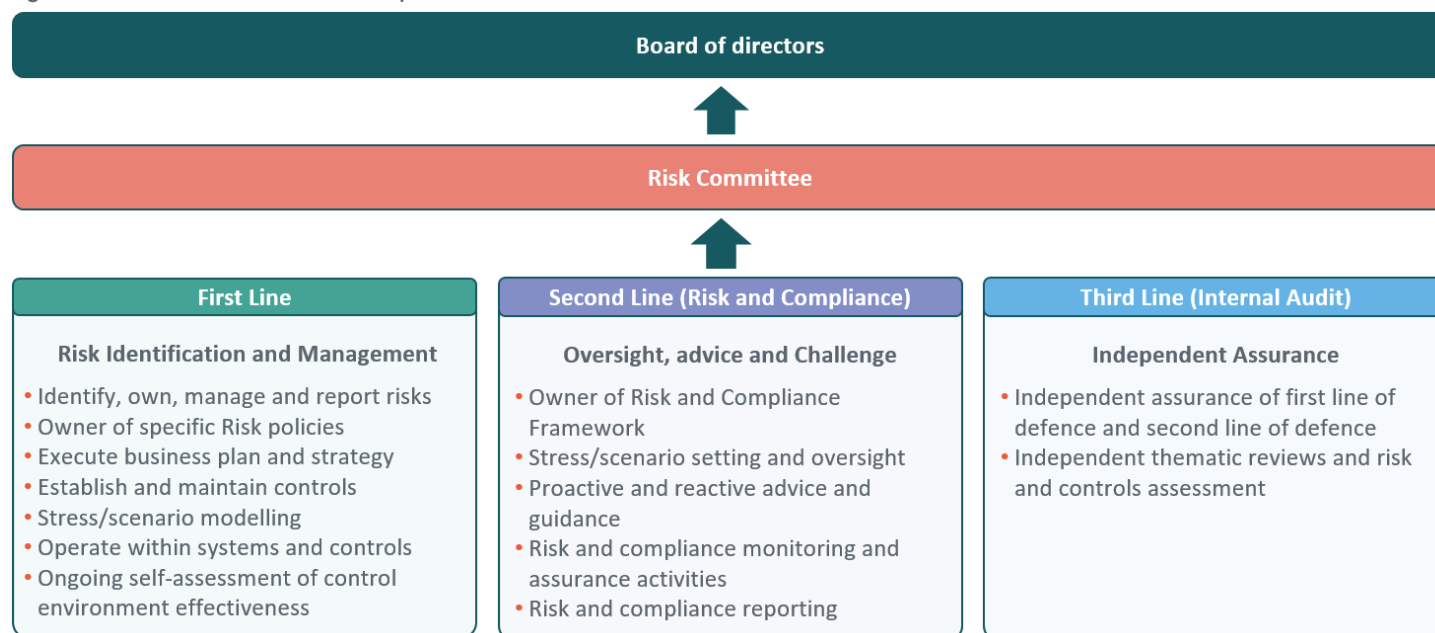 Board of directors
Risk Committee
First Line
Risk Identification and Management
• Identify, own, manage and report risks
• Owner of specific Risk policies
• Execute business plan and strategy
• Establish and maintain controls
• Stress/scenario modelling
• Operate within systems and controls
• Ongoing self-assessment of control
environment effectiveness
Second Line (Risk and Compliance)
Oversight, advice and Challenge
• Owner of Risk and Compliance
Framework
• Stress/scenario setting and oversight
• Proactive and reactive advice and
guidance
• Risk and compliance monitoring and
assurance activities
• Risk and compliance reporting
Third Line (Internal Audit)
Independent Assurance
• Independent assurance of first line of
defence and second line of defence
• Independent thematic reviews and risk
and controls assessment